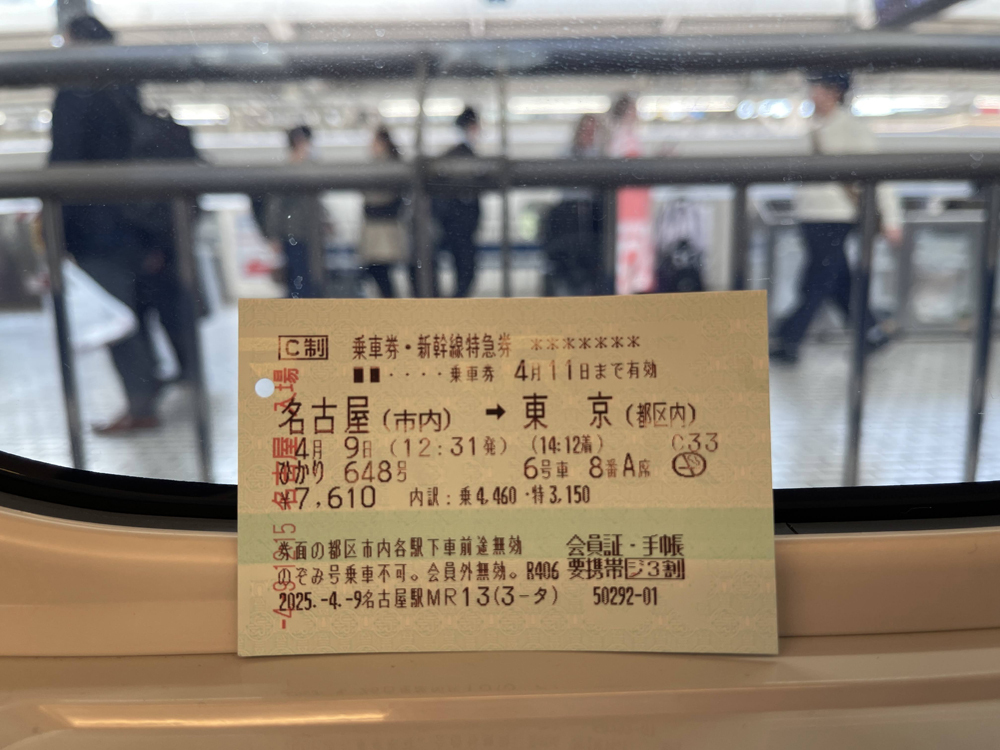 C制 乗車券・新幹線特急券 *******
■■・・・・乗車券 4月11日まで有効
名古屋(市内) ➡ 東京(都区内)
4月 9日 (12:31発) (14:12着) C33
ひかり 648号 6号車 8番A席
¥7,610 内訳:乗4,460・特3,150
券面の都区市内各駅下車前途無効 会員証・手帳
のぞみ号乗車不可。会員外無効。R406 要携帯ジ3割
2025.-4.-9名古屋駅MR13(3-タ) 50292-01
名古屋 入場